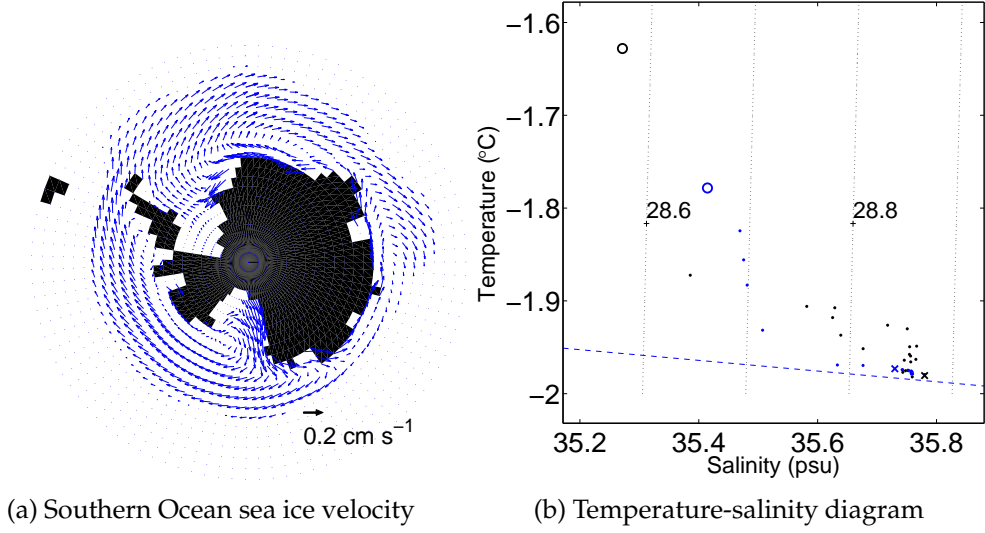 0.2 cm s⁻¹
(a) Southern Ocean sea ice velocity
Temperature (°C)
−1.6
−1.7
−1.8
−1.9
−2
28.6
28.8
35.2
35.4
35.6
35.8
Salinity (psu)
(b) Temperature-salinity diagram